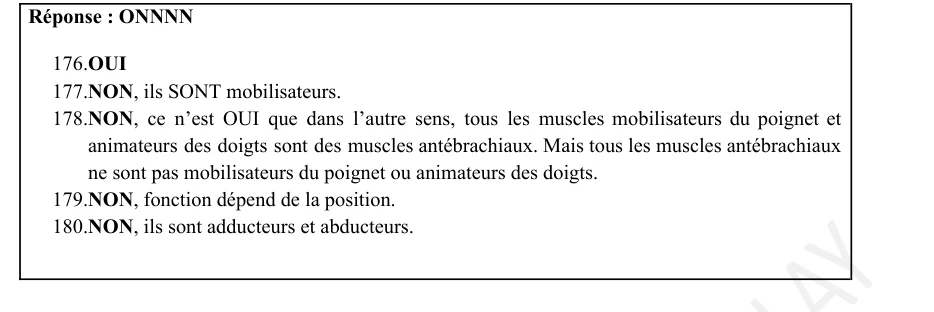 Réponse : ONNNN
176.OUI
177.NON, ils SONT mobilisateurs.
178.NON, ce n’est OUI que dans l’autre sens, tous les muscles mobilisateurs du poignet et
animateurs des doigts sont des muscles antébrachiaux. Mais tous les muscles antébrachiaux
ne sont pas mobilisateurs du poignet ou animateurs des doigts.
179.NON, fonction dépend de la position.
180.NON, ils sont adducteurs et abducteurs.